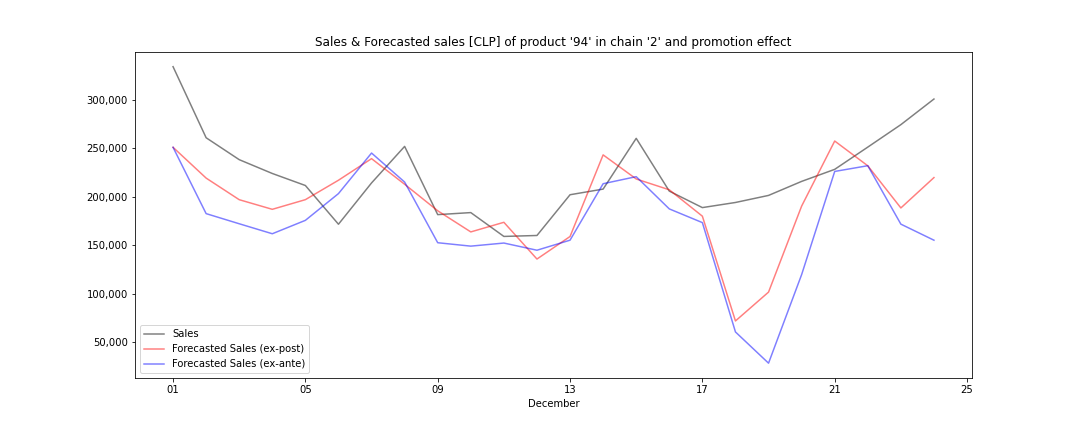 Sales & Forecasted sales [CLP] of product '94' in chain '2' and promotion effect
300,000
250,000
200,000
150,000
100,000
50,000
Sales
Forecasted Sales (ex-post)
Forecasted Sales (ex-ante)
01 05 09 13 17 21 25
December